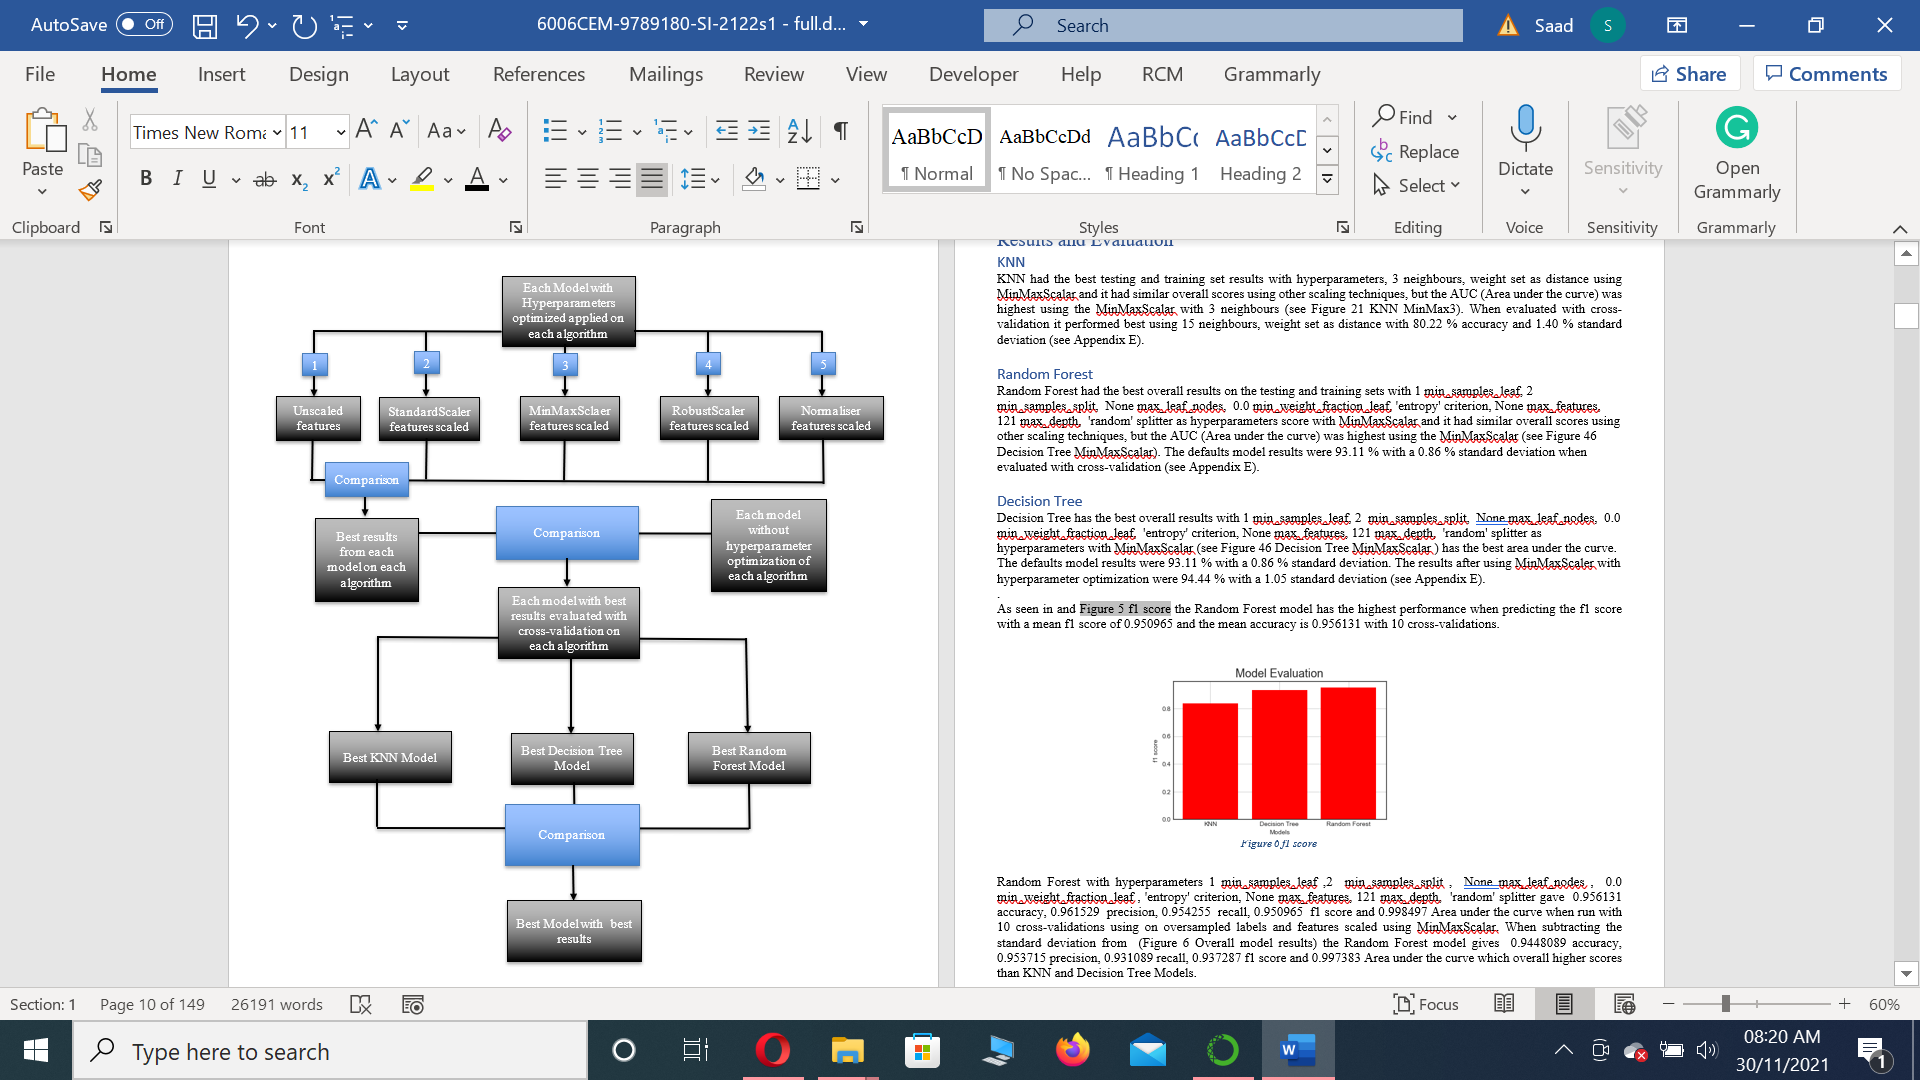 AutoSave Off
6006CEM-9789180-SI-2122s1 - full.d...
Search
Saad S
File Home Insert Design Layout References Mailings Review View Developer Help RCM Grammarly
Share Comments
Paste
Clipboard
Times New Roma 11
Aa
B I U ab x₂ x² A A
Font
Paragraph
AaBbCcD AaBbCcDd AaBbCc AaBbCcD
¶ Normal ¶ No Spac... ¶ Heading 1 Heading 2
Styles
Find
Replace
Select
Editing
Dictate
Voice
Sensitivity
Sensitivity
Open
Grammarly
Grammarly
Each Model with
Hyperparameters
optimized applied on
each algorithm
1 2 3 4 5
Unscaled
features
StandardScaler
features scaled
MinMaxSclaer
features scaled
RobustScaler
features scaled
Normaliser
features scaled
Comparison
Best results
from each
model on each
algorithm
Comparison
Each model
without
hyperparameter
optimization of
each algorithm
Each model with best
results evaluated with
cross-validation on
each algorithm
Best KNN Model
Best Decision Tree
Model
Best Random
Forest Model
Comparison
Best Model with best
results
Results and Evaluation
KNN
KNN had the best testing and training set results with hyperparameters, 3 neighbours, weight set as distance using
MinMaxScalar and it had similar overall scores using other scaling techniques, but the AUC (Area under the curve) was
highest using the MinMaxScalar with 3 neighbours (see Figure 21 KNN MinMax3). When evaluated with cross-
validation it performed best using 15 neighbours, weight set as distance with 80.22 % accuracy and 1.40 % standard
deviation (see Appendix E).
Random Forest
Random Forest had the best overall results on the testing and training sets with 1 min_samples_leaf, 2
min_samples_split, None max_leaf_nodes, 0.0 min_weight_fraction_leaf, 'entropy' criterion, None max_features,
121 max_depth, 'random' splitter as hyperparameters score with MinMaxScalar and it had similar overall scores using
other scaling techniques, but the AUC (Area under the curve) was highest using the MinMaxScalar (see Figure 46
Decision Tree MinMaxScalar). The defaults model results were 93.11 % with a 0.86 % standard deviation when
evaluated with cross-validation (see Appendix E).
Decision Tree
Decision Tree has the best overall results with 1 min_samples_leaf, 2 min_samples_split, None max_leaf_nodes, 0.0
min_weight_fraction_leaf, 'entropy' criterion, None max_features, 121 max_depth, 'random' splitter as
hyperparameters with MinMaxScalar (see Figure 46 Decision Tree MinMaxScalar ) has the best area under the curve.
The defaults model results were 93.11 % with a 0.86 % standard deviation. The results after using MinMaxScaler with
hyperparameter optimization were 94.44 % with a 1.05 standard deviation (see Appendix E).
.
As seen in and Figure 5 f1 score the Random Forest model has the highest performance when predicting the f1 score
with a mean f1 score of 0.950965 and the mean accuracy is 0.956131 with 10 cross-validations.
Model Evaluation
f1 score
0.8
0.6
0.4
0.2
0.0
KNN Decision Tree Random Forest
Models
Figure 6 f1 score
Random Forest with hyperparameters 1 min_samples_leaf ,2 min_samples_split , None max_leaf_nodes , 0.0
min_weight_fraction_leaf , 'entropy' criterion, None max_features, 121 max_depth, 'random' splitter gave 0.956131
accuracy, 0.961529 precision, 0.954255 recall, 0.950965 f1 score and 0.998497 Area under the curve when run with
10 cross-validations using on oversampled labels and features scaled using MinMaxScalar. When subtracting the
standard deviation from (Figure 6 Overall model results) the Random Forest model gives 0.9448089 accuracy,
0.953715 precision, 0.931089 recall, 0.937287 f1 score and 0.997383 Area under the curve which overall higher scores
than KNN and Decision Tree Models.
Section: 1 Page 10 of 149 26191 words
Focus
60%
Type here to search
08:20 AM
30/11/2021
1